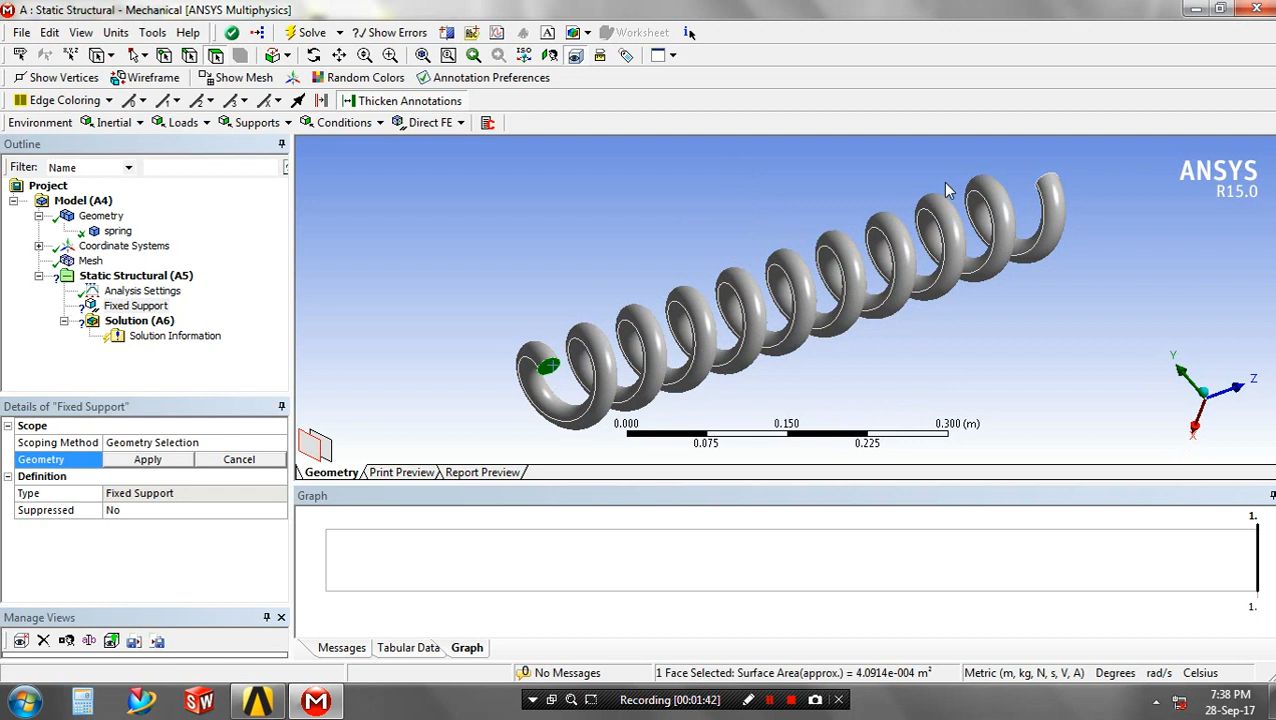 A : Static Structural - Mechanical [ANSYS Multiphysics]
File Edit View Units Tools Help Solve ?/ Show Errors Worksheet
Show Vertices Wireframe Show Mesh Random Colors Annotation Preferences
Edge Coloring Thicken Annotations
Environment Inertial Loads Supports Conditions Direct FE
Outline
Filter: Name
Project
Model (A4)
Geometry
spring
Coordinate Systems
Mesh
Static Structural (A5)
Analysis Settings
Fixed Support
Solution (A6)
Solution Information
ANSYS
R15.0
Y
Z
X
0.000 0.150 0.300 (m)
0.075 0.225
Geometry Print Preview Report Preview
Details of "Fixed Support"
Scope
Scoping Method Geometry Selection
Geometry Apply Cancel
Definition
Type Fixed Support
Suppressed No
Graph
1.
1.
Manage Views
Messages Tabular Data Graph
No Messages 1 Face Selected: Surface Area(approx.) = 4.0914e-004 m² Metric (m, kg, N, s, V, A) Degrees rad/s Celsius
Recording [00:01:42]
7:38 PM
28-Sep-17